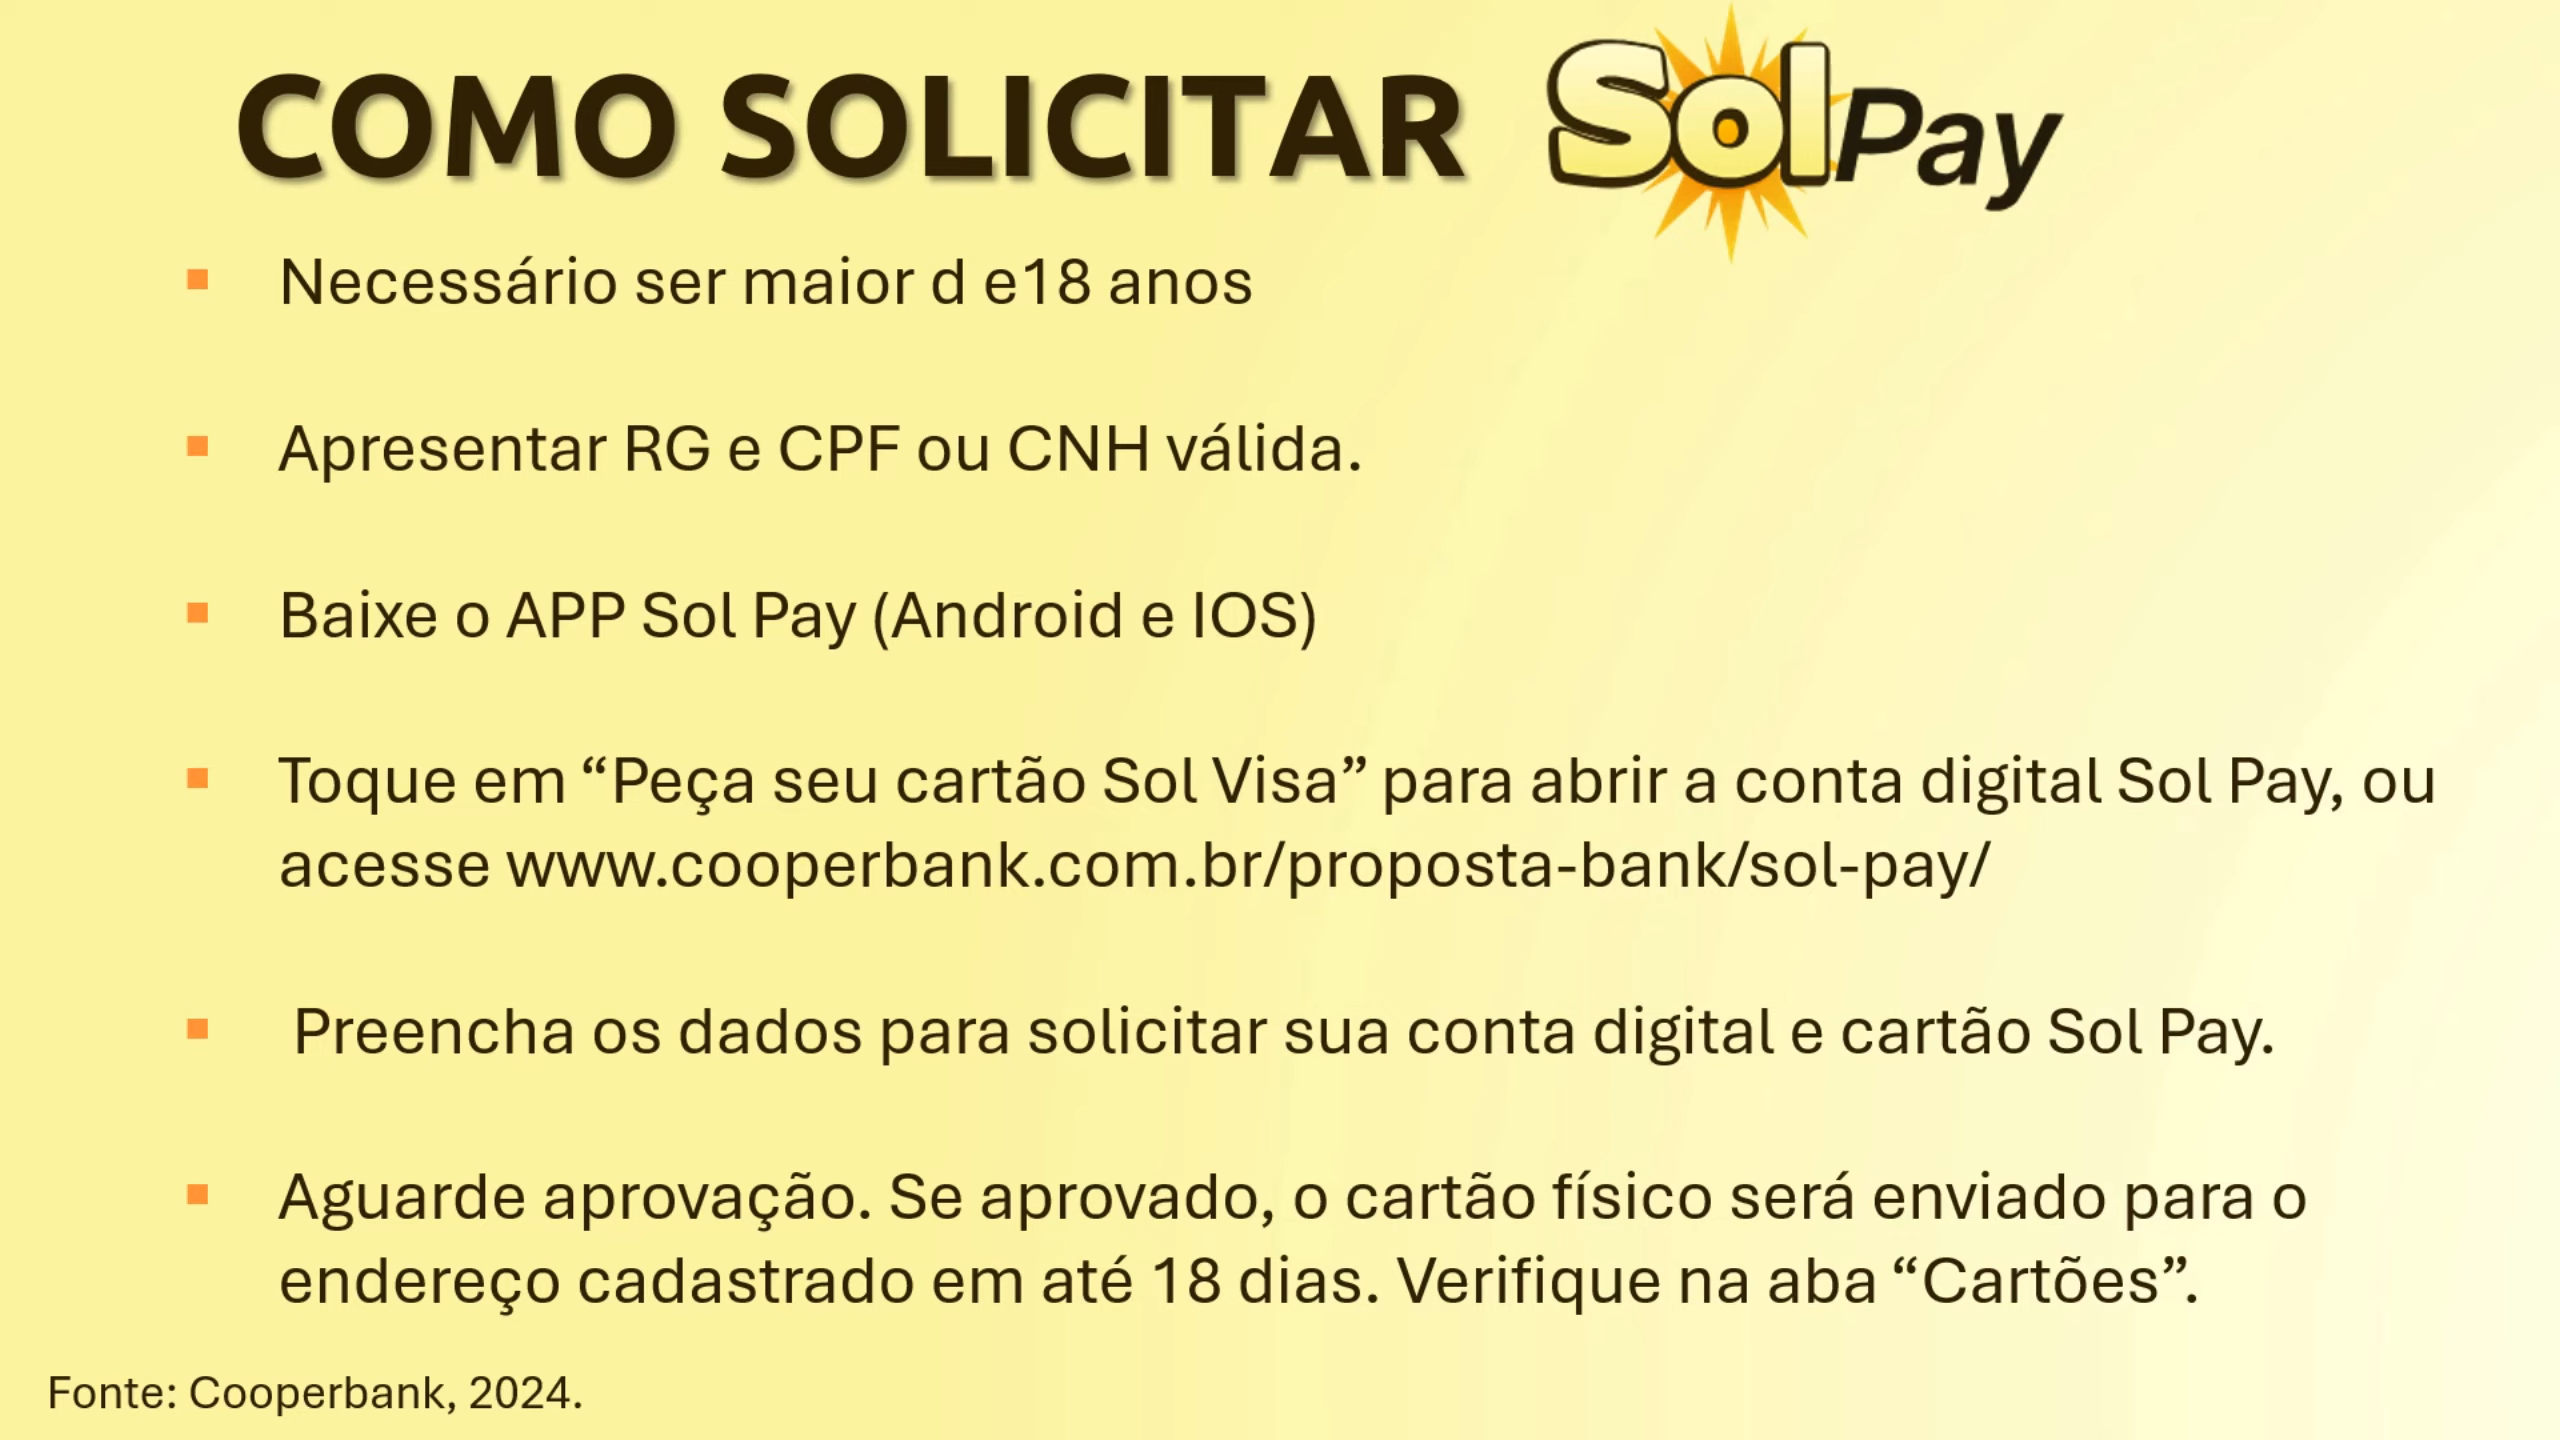 COMO SOLICITAR SolPay
▪ Necessário ser maior d e18 anos
▪ Apresentar RG e CPF ou CNH válida.
▪ Baixe o APP Sol Pay (Android e IOS)
▪ Toque em “Peça seu cartão Sol Visa” para abrir a conta digital Sol Pay, ou
acesse www.cooperbank.com.br/proposta-bank/sol-pay/
▪ Preencha os dados para solicitar sua conta digital e cartão Sol Pay.
▪ Aguarde aprovação. Se aprovado, o cartão físico será enviado para o
endereço cadastrado em até 18 dias. Verifique na aba “Cartões”.
Fonte: Cooperbank, 2024.